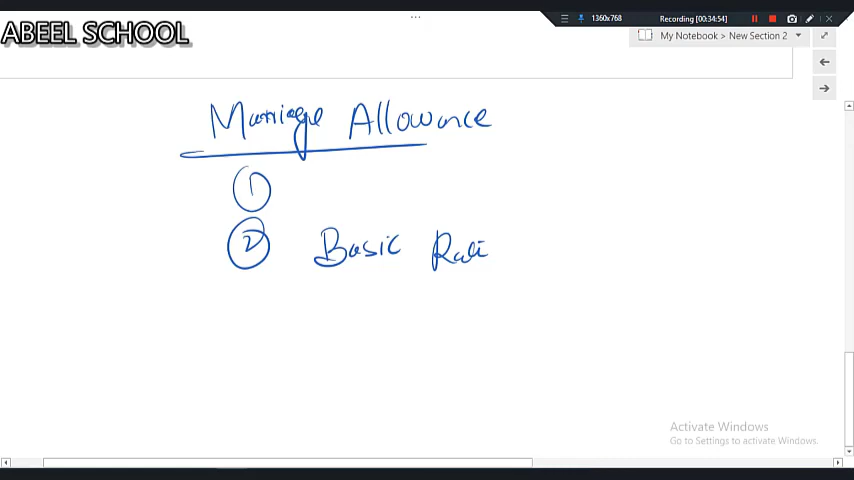 1360x768 Recording [00:34:54]
ABEEL SCHOOL
My Notebook > New Section 2
Marriage Allowance
1
2 Basic Rate
Activate Windows
Go to Settings to activate Windows.